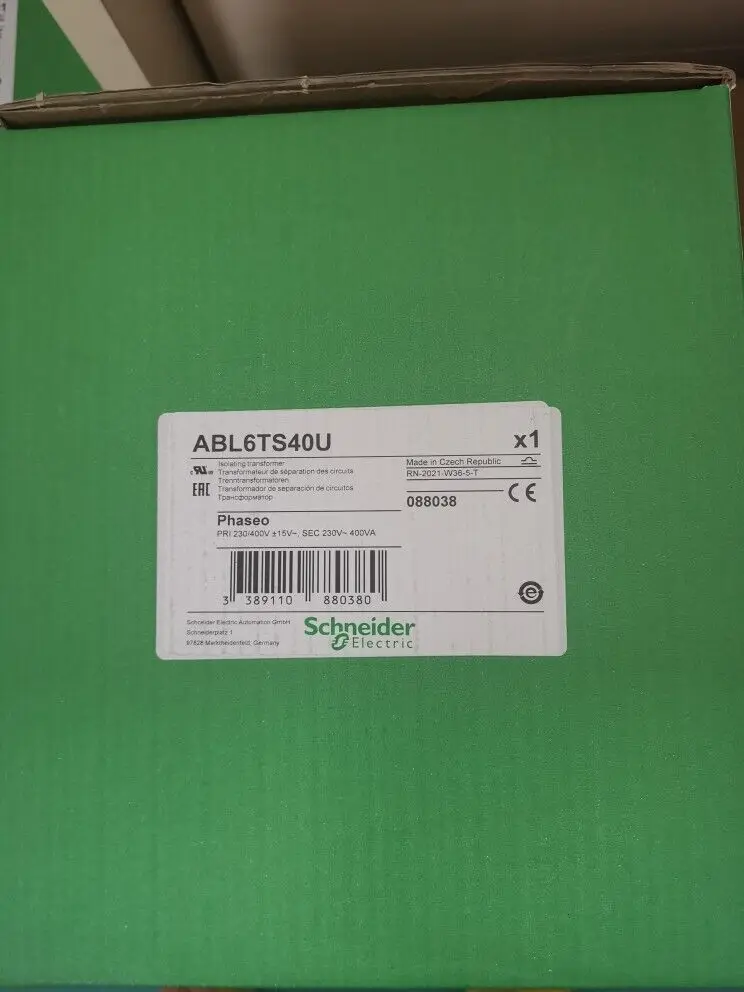 ABL6TS40U
x1
Isolating transformer
Transformateur de séparation des circuits
Trenntransformatoren
Transformador de separación de circuitos
Трансформатор
EAC
Made in Czech Republic
RN-2021-W36-5-T
088038
CE
Phaseo
PRI 230/400V ±15V~, SEC 230V~ 400VA
3 389110 880380
e
Schneider Electric Automation GmbH
Schneiderplatz 1
97828 Marktheidenfeld, Germany
Schneider
Electric